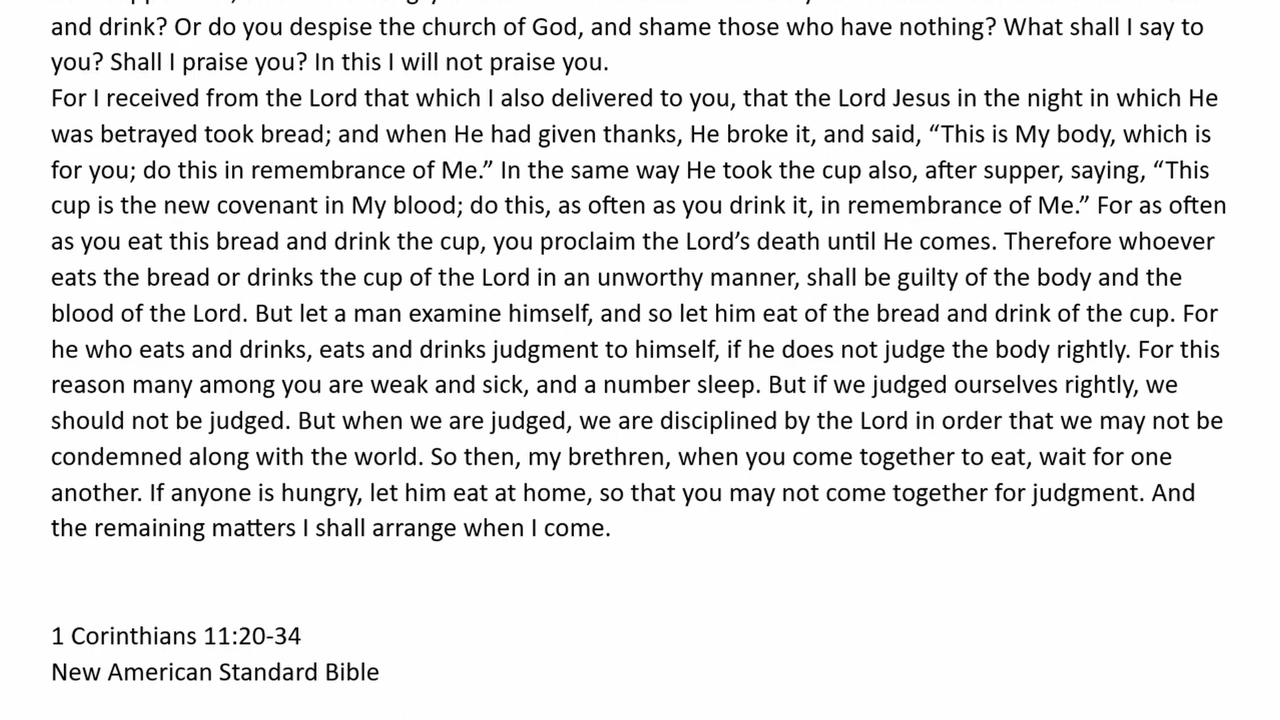 and drink? Or do you despise the church of God, and shame those who have nothing? What shall I say to
you? Shall I praise you? In this I will not praise you.
For I received from the Lord that which I also delivered to you, that the Lord Jesus in the night in which He
was betrayed took bread; and when He had given thanks, He broke it, and said, “This is My body, which is
for you; do this in remembrance of Me.” In the same way He took the cup also, after supper, saying, “This
cup is the new covenant in My blood; do this, as often as you drink it, in remembrance of Me.” For as often
as you eat this bread and drink the cup, you proclaim the Lord’s death until He comes. Therefore whoever
eats the bread or drinks the cup of the Lord in an unworthy manner, shall be guilty of the body and the
blood of the Lord. But let a man examine himself, and so let him eat of the bread and drink of the cup. For
he who eats and drinks, eats and drinks judgment to himself, if he does not judge the body rightly. For this
reason many among you are weak and sick, and a number sleep. But if we judged ourselves rightly, we
should not be judged. But when we are judged, we are disciplined by the Lord in order that we may not be
condemned along with the world. So then, my brethren, when you come together to eat, wait for one
another. If anyone is hungry, let him eat at home, so that you may not come together for judgment. And
the remaining matters I shall arrange when I come.
1 Corinthians 11:20-34
New American Standard Bible